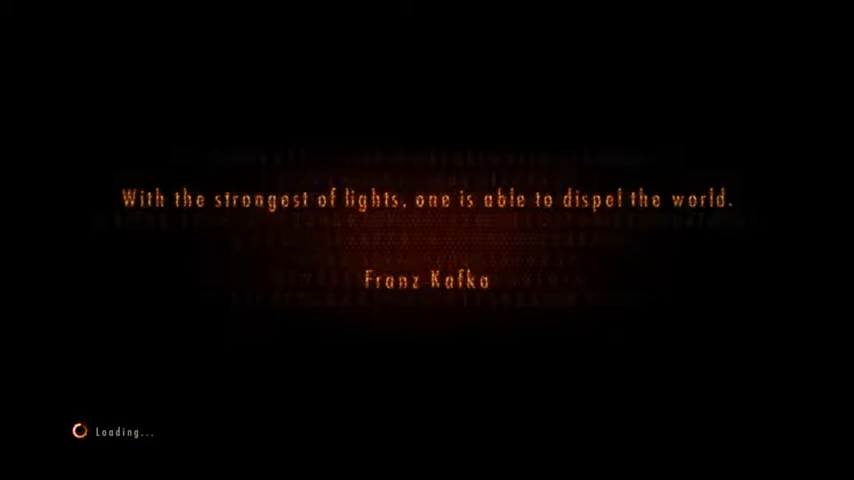 With the strongest of lights, one is able to dispel the world.
Franz Kafka
Loading...